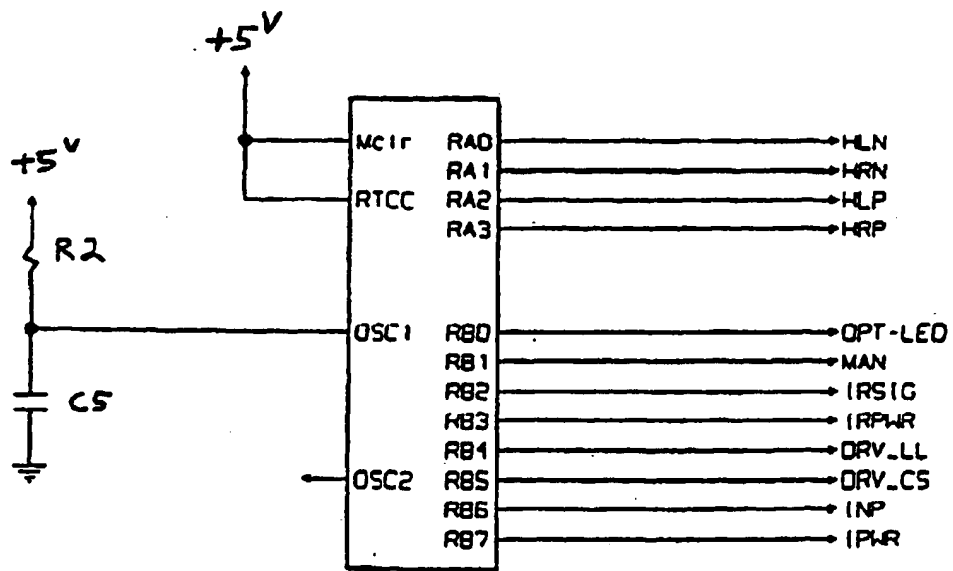 +5V
+5V
R2
C5
Mclr
RTCC
OSC1
OSC2
RA0 HLN
RA1 HRN
RA2 HLP
RA3 HRP
RB0 OPT-LED
RB1 MAN
RB2 IRSIG
RB3 IRPWR
RB4 DRV_LL
RB5 DRV_CS
RB6 INP
RB7 IPWR